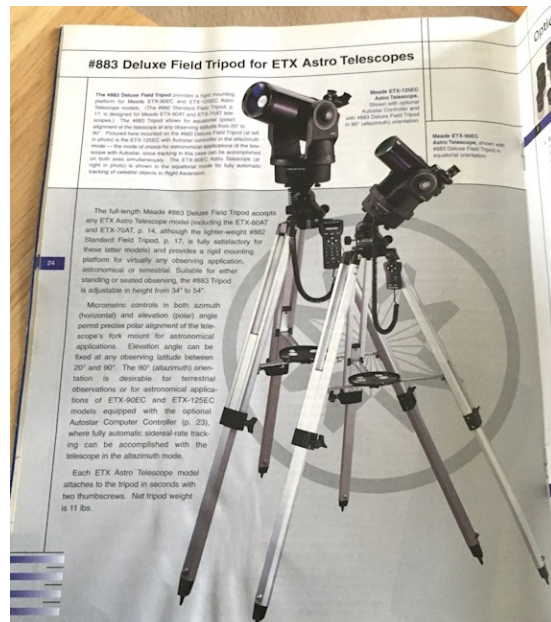 #883 Deluxe Field Tripod for ETX Astro Telescopes
The #883 Deluxe Field Tripod provides a rigid mounting
platform for Meade ETX-90EC and ETX-125EC Astro
Telescopes. (The #882 Standard Field Tripod, p.
17, is designed for Meade ETX-60AT and ETX-70AT tele-
scopes.) The #883 Tripod allows for equatorial (polar)
alignment of the telescope at any observing latitude from 20° to
90°. Pictured here mounted on the #883 Deluxe Field Tripod (at left
in photo) is the ETX-125EC with Autostar controller in the altazimuth
mode — the mode of choice for astronomical applications of the tele-
scope with Autostar, since tracking in this case can be accomplished
on both axes simultaneously. The ETX-90EC Astro Telescope (at
right in photo) is shown in the equatorial mode for fully automatic
tracking of celestial objects in Right Ascension.
Meade ETX-125EC
Astro Telescope.
Shown with optional
Autostar Controller and
with #883 Deluxe Field Tripod
in 90° (altazimuth) orientation.
Meade ETX-90EC
Astro Telescope, shown with
#883 Deluxe Field Tripod in
equatorial orientation.
The full-length Meade #883 Deluxe Field Tripod accepts
any ETX Astro Telescope model (including the ETX-60AT
and ETX-70AT, p. 14, although the lighter-weight #882
Standard Field Tripod, p. 17, is fully satisfactory for
these latter models) and provides a rigid mounting
platform for virtually any observing application,
astronomical or terrestrial. Suitable for either
standing or seated observing, the #883 Tripod
is adjustable in height from 34" to 54".
24
Micrometric controls in both azimuth
(horizontal) and elevation (polar) angle
permit precise polar alignment of the tele-
scope's fork mount for astronomical
applications. Elevation angle can be
fixed at any observing latitude between
20° and 90°. The 90° (altazimuth) orien-
tation is desirable for terrestrial
observations or for astronomical applica-
tions of ETX-90EC and ETX-125EC
models equipped with the optional
Autostar Computer Controller (p. 23),
where fully automatic sidereal-rate track-
ing can be accomplished with the
telescope in the altazimuth mode.
Each ETX Astro Telescope model
attaches to the tripod in seconds with
two thumbscrews. Net tripod weight
is 11 lbs.